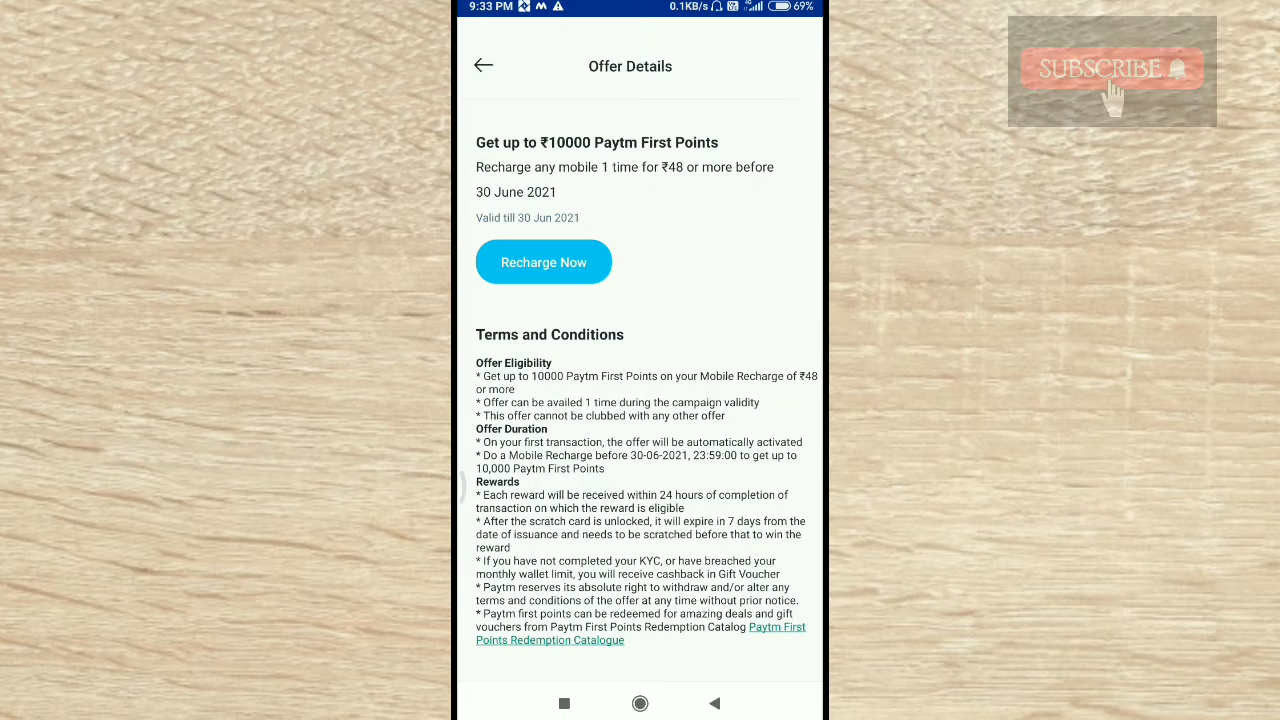 9:33 PM
0.1KB/s
4G
69%
SUBSCRIBE
Offer Details
Get up to ₹10000 Paytm First Points
Recharge any mobile 1 time for ₹48 or more before
30 June 2021
Valid till 30 Jun 2021
Recharge Now
Terms and Conditions
Offer Eligibility
* Get up to 10000 Paytm First Points on your Mobile Recharge of ₹48
or more
* Offer can be availed 1 time during the campaign validity
* This offer cannot be clubbed with any other offer
Offer Duration
* On your first transaction, the offer will be automatically activated
* Do a Mobile Recharge before 30-06-2021, 23:59:00 to get up to
10,000 Paytm First Points
Rewards
* Each reward will be received within 24 hours of completion of
transaction on which the reward is eligible
* After the scratch card is unlocked, it will expire in 7 days from the
date of issuance and needs to be scratched before that to win the
reward
* If you have not completed your KYC, or have breached your
monthly wallet limit, you will receive cashback in Gift Voucher
* Paytm reserves its absolute right to withdraw and/or alter any
terms and conditions of the offer at any time without prior notice.
* Paytm first points can be redeemed for amazing deals and gift
vouchers from Paytm First Points Redemption Catalog Paytm First
Points Redemption Catalogue